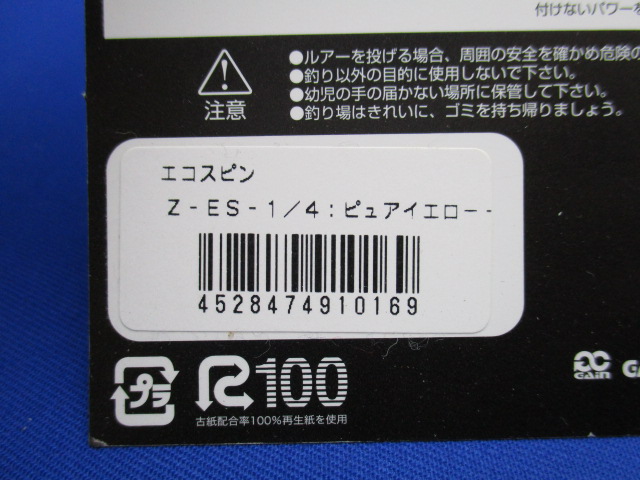 付けないパワーを
●ルアーを投げる場合、周囲の安全を確かめ危険の
●釣り以外の目的に使用しないで下さい。
●幼児の手の届かない場所に保管して下さい。
●釣り場はきれいに、ゴミを持ち帰りましょう。
注意
エコスピン
Z-ES-1/4:ピュアイエロー-
4528474910169
プラ
R100
古紙配合率100%再生紙を使用
GAIN
GA